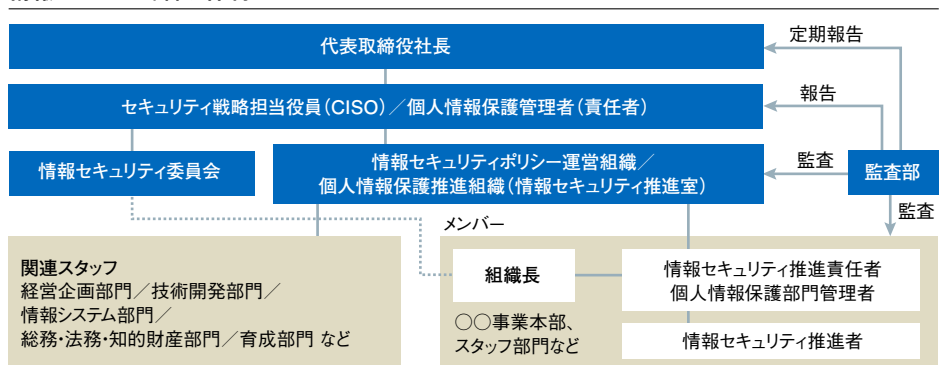 代表取締役社長
定期報告
セキュリティ戦略担当役員（CISO）／個人情報保護管理者（責任者）
報告
情報セキュリティ委員会
情報セキュリティポリシー運営組織／
個人情報保護推進組織（情報セキュリティ推進室）
監査
監査部
監査
メンバー
関連スタッフ
経営企画部門／技術開発部門／
情報システム部門／
総務・法務・知的財産部門／育成部門 など
組織長
〇〇事業本部、
スタッフ部門など
情報セキュリティ推進責任者
個人情報保護部門管理者
情報セキュリティ推進者